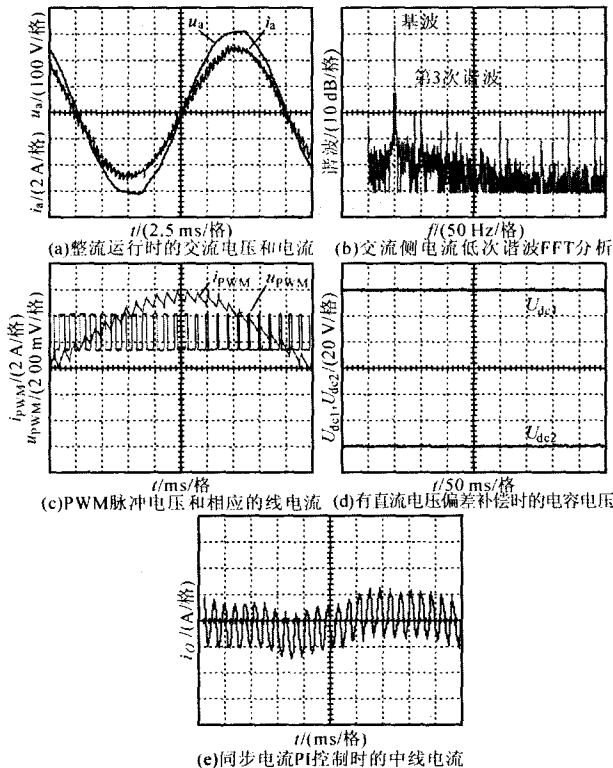 uₐ
iₐ
iₐ/(2 A/格) uₐ/(100 V/格)
t/(2.5 ms/格)
(a)整流运行时的交流电压和电流
基波
第3次谐波
谐波/(10 dB/格)
f/(50 Hz/格)
(b)交流侧电流低次谐波FFT分析
i_PWM
u_PWM
i_PWM/(2 A/格)
u_PWM/(200 mV/格)
t/ms/格)
(c)PWM脉冲电压和相应的线电流
U_dc1
U_dc2
U_dc1,U_dc2/(20 V/格)
t/50 ms/格)
(d)有直流电压偏差补偿时的电容电压
i_O/(A/格)
t/(ms/格)
(e)同步电流PI控制时的中线电流